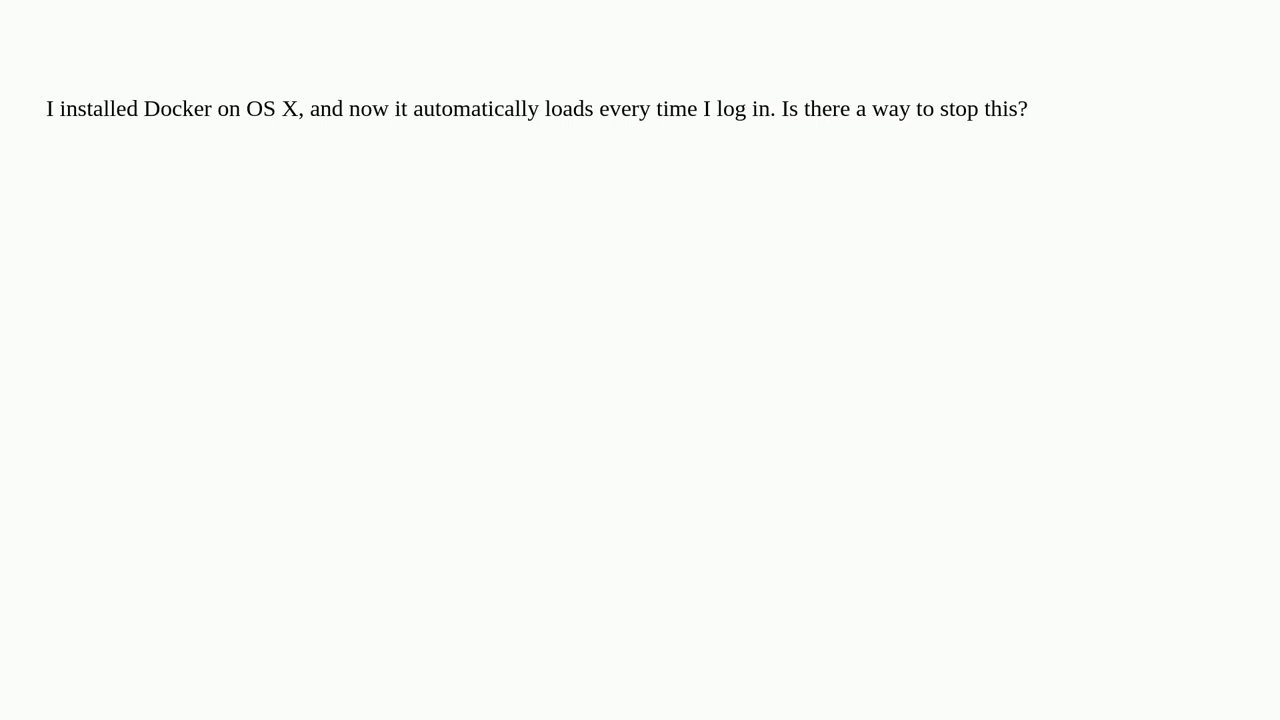 I installed Docker on OS X, and now it automatically loads every time I log in. Is there a way to stop this?